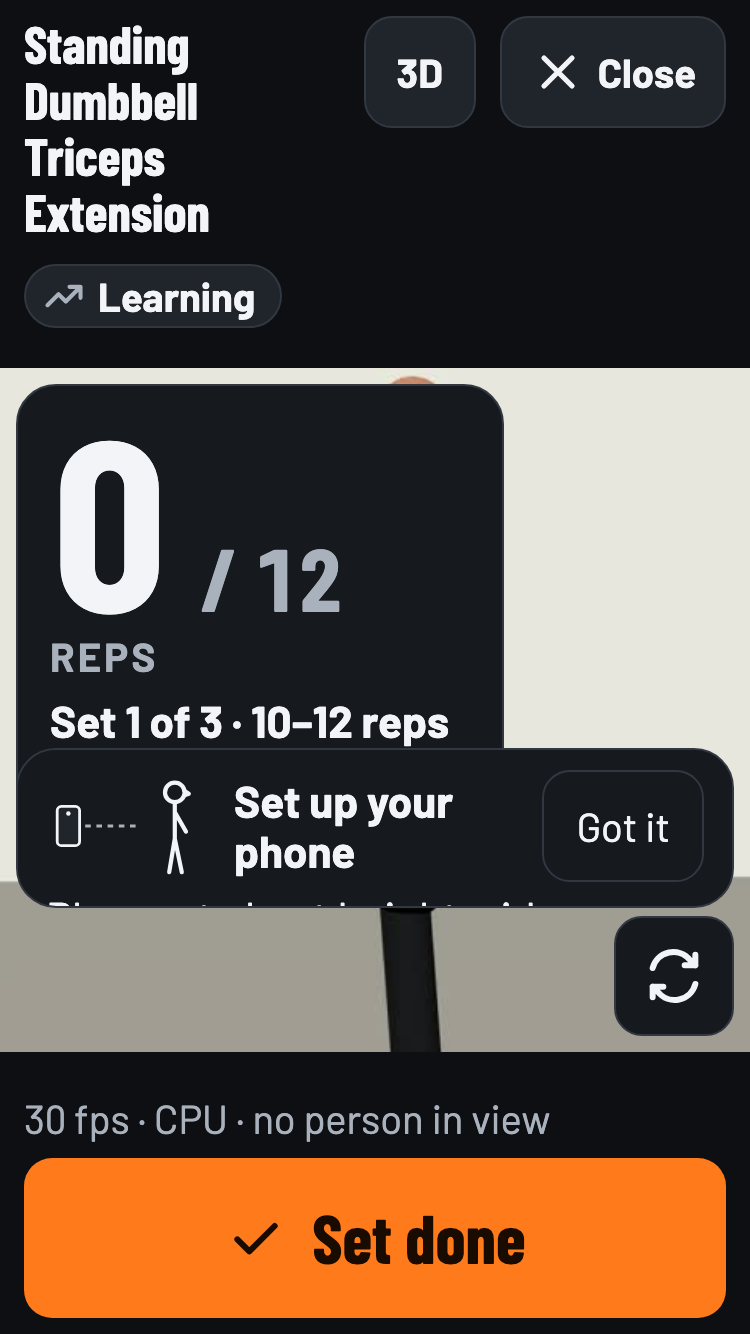 Standing
Dumbbell
Triceps
Extension
3D
Close
Learning
0 / 12
REPS
Set 1 of 3 · 10–12 reps
Set up your
phone
Got it
30 fps · CPU · no person in view
Set done